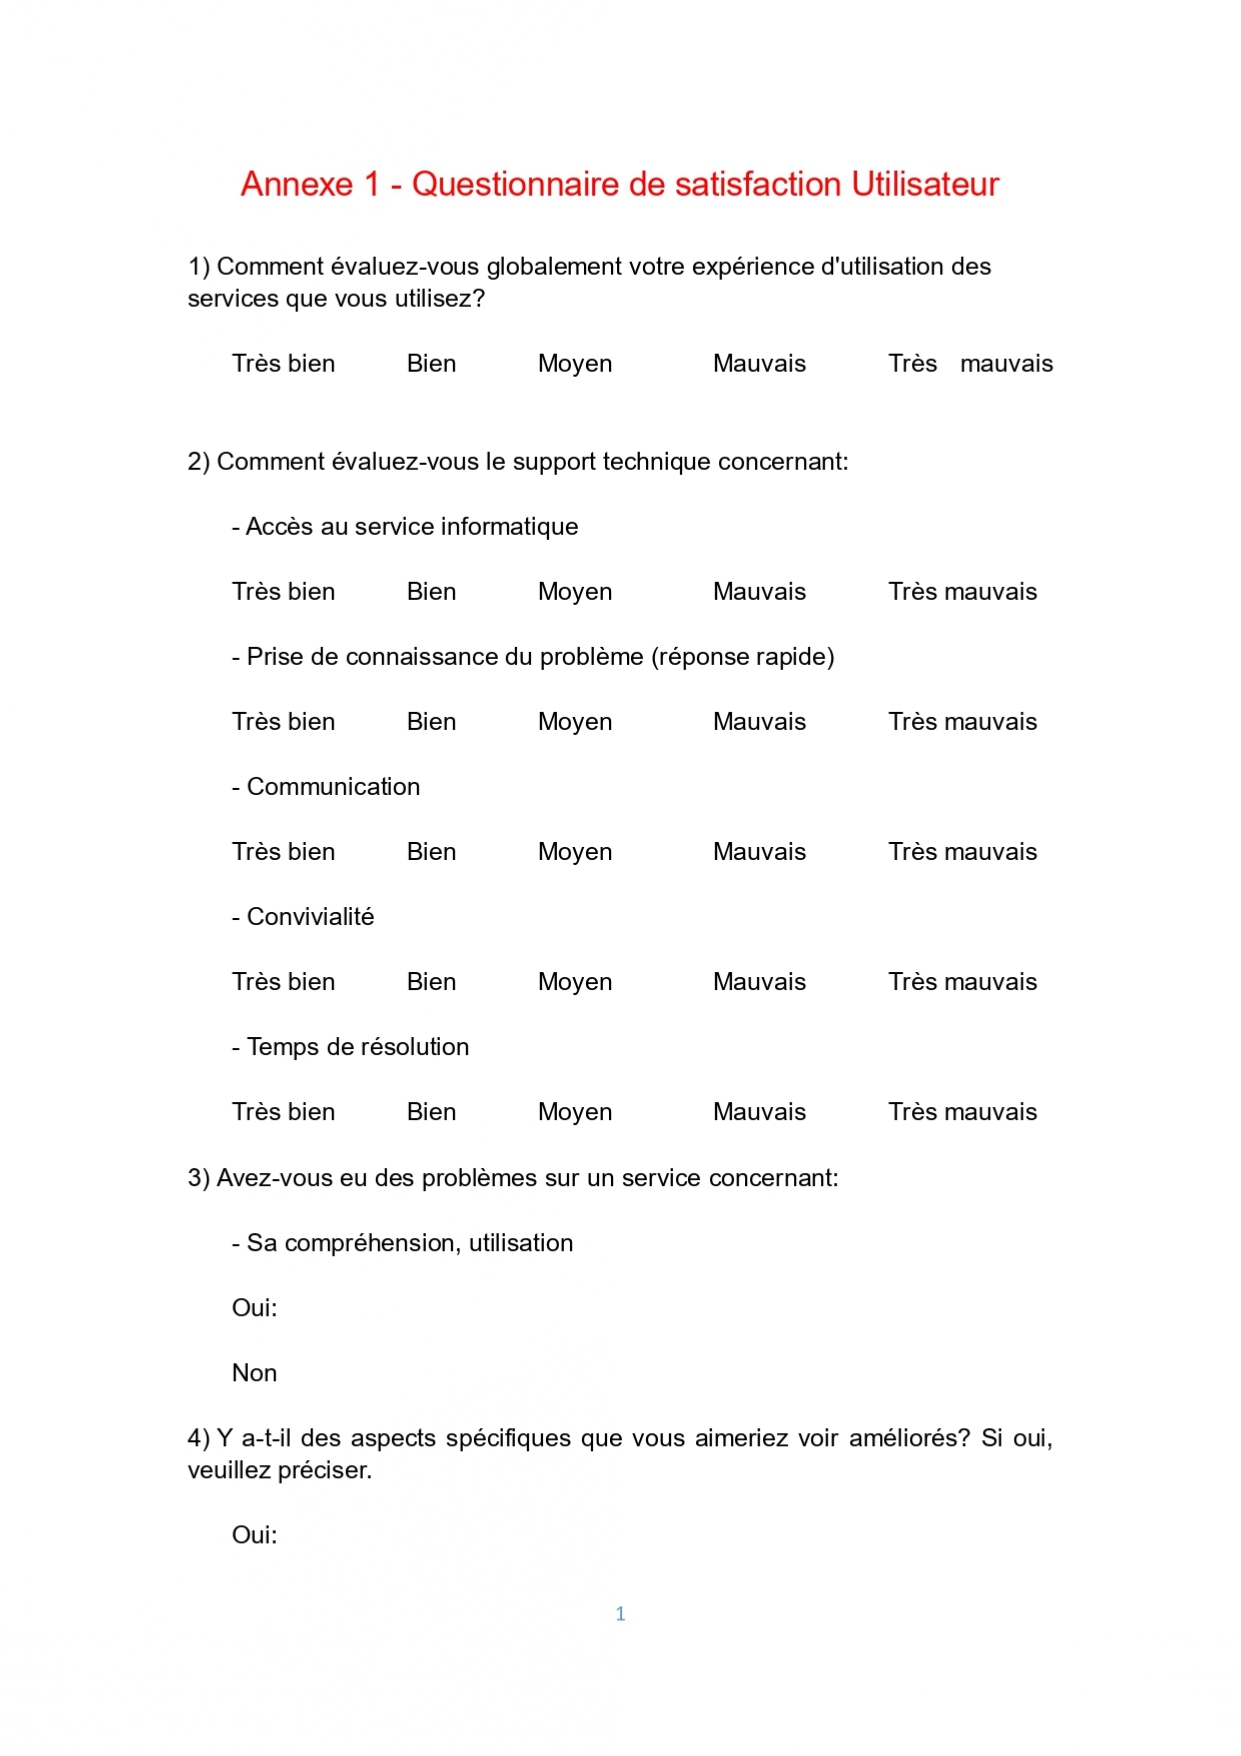 Annexe 1 - Questionnaire de satisfaction Utilisateur
1) Comment évaluez-vous globalement votre expérience d'utilisation des
services que vous utilisez?
Très bien Bien Moyen Mauvais Très mauvais
2) Comment évaluez-vous le support technique concernant:
- Accès au service informatique
Très bien Bien Moyen Mauvais Très mauvais
- Prise de connaissance du problème (réponse rapide)
Très bien Bien Moyen Mauvais Très mauvais
- Communication
Très bien Bien Moyen Mauvais Très mauvais
- Convivialité
Très bien Bien Moyen Mauvais Très mauvais
- Temps de résolution
Très bien Bien Moyen Mauvais Très mauvais
3) Avez-vous eu des problèmes sur un service concernant:
- Sa compréhension, utilisation
Oui:
Non
4) Y a-t-il des aspects spécifiques que vous aimeriez voir améliorés? Si oui,
veuillez préciser.
Oui:
1